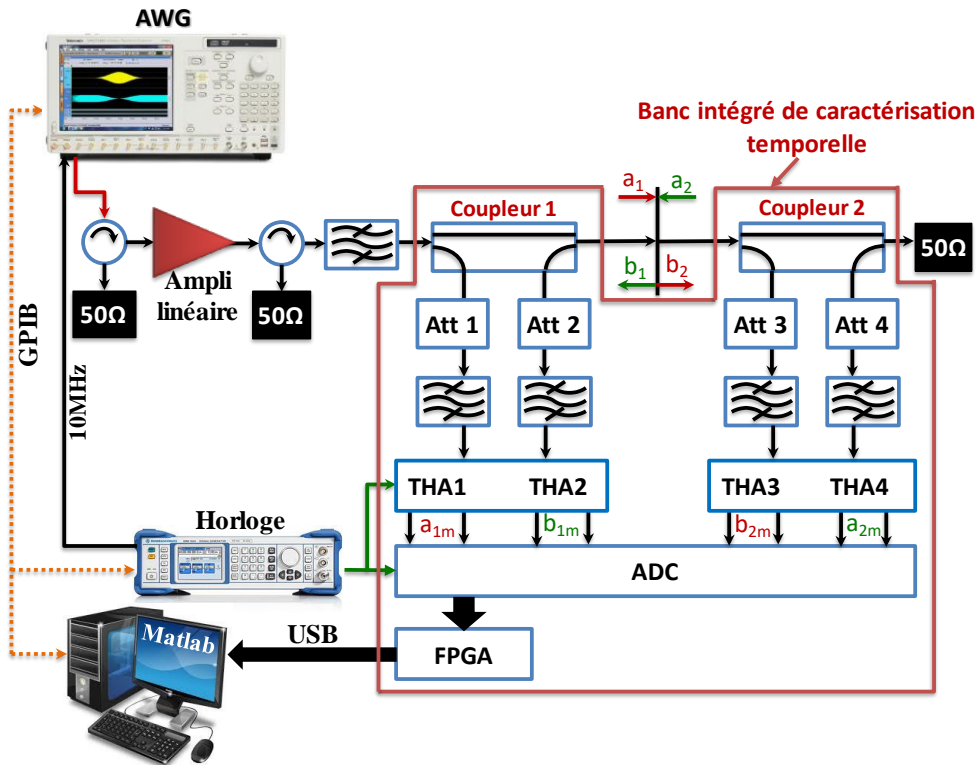 AWG
Banc intégré de caractérisation
temporelle
a1 a2
Coupleur 1
Coupleur 2
b1 b2
50Ω
Ampli
linéaire
50Ω
50Ω
Att 1
Att 2
Att 3
Att 4
GPIB
10MHz
THA1
THA2
THA3
THA4
a1m
b1m
b2m
a2m
Horloge
ADC
USB
FPGA
Matlab